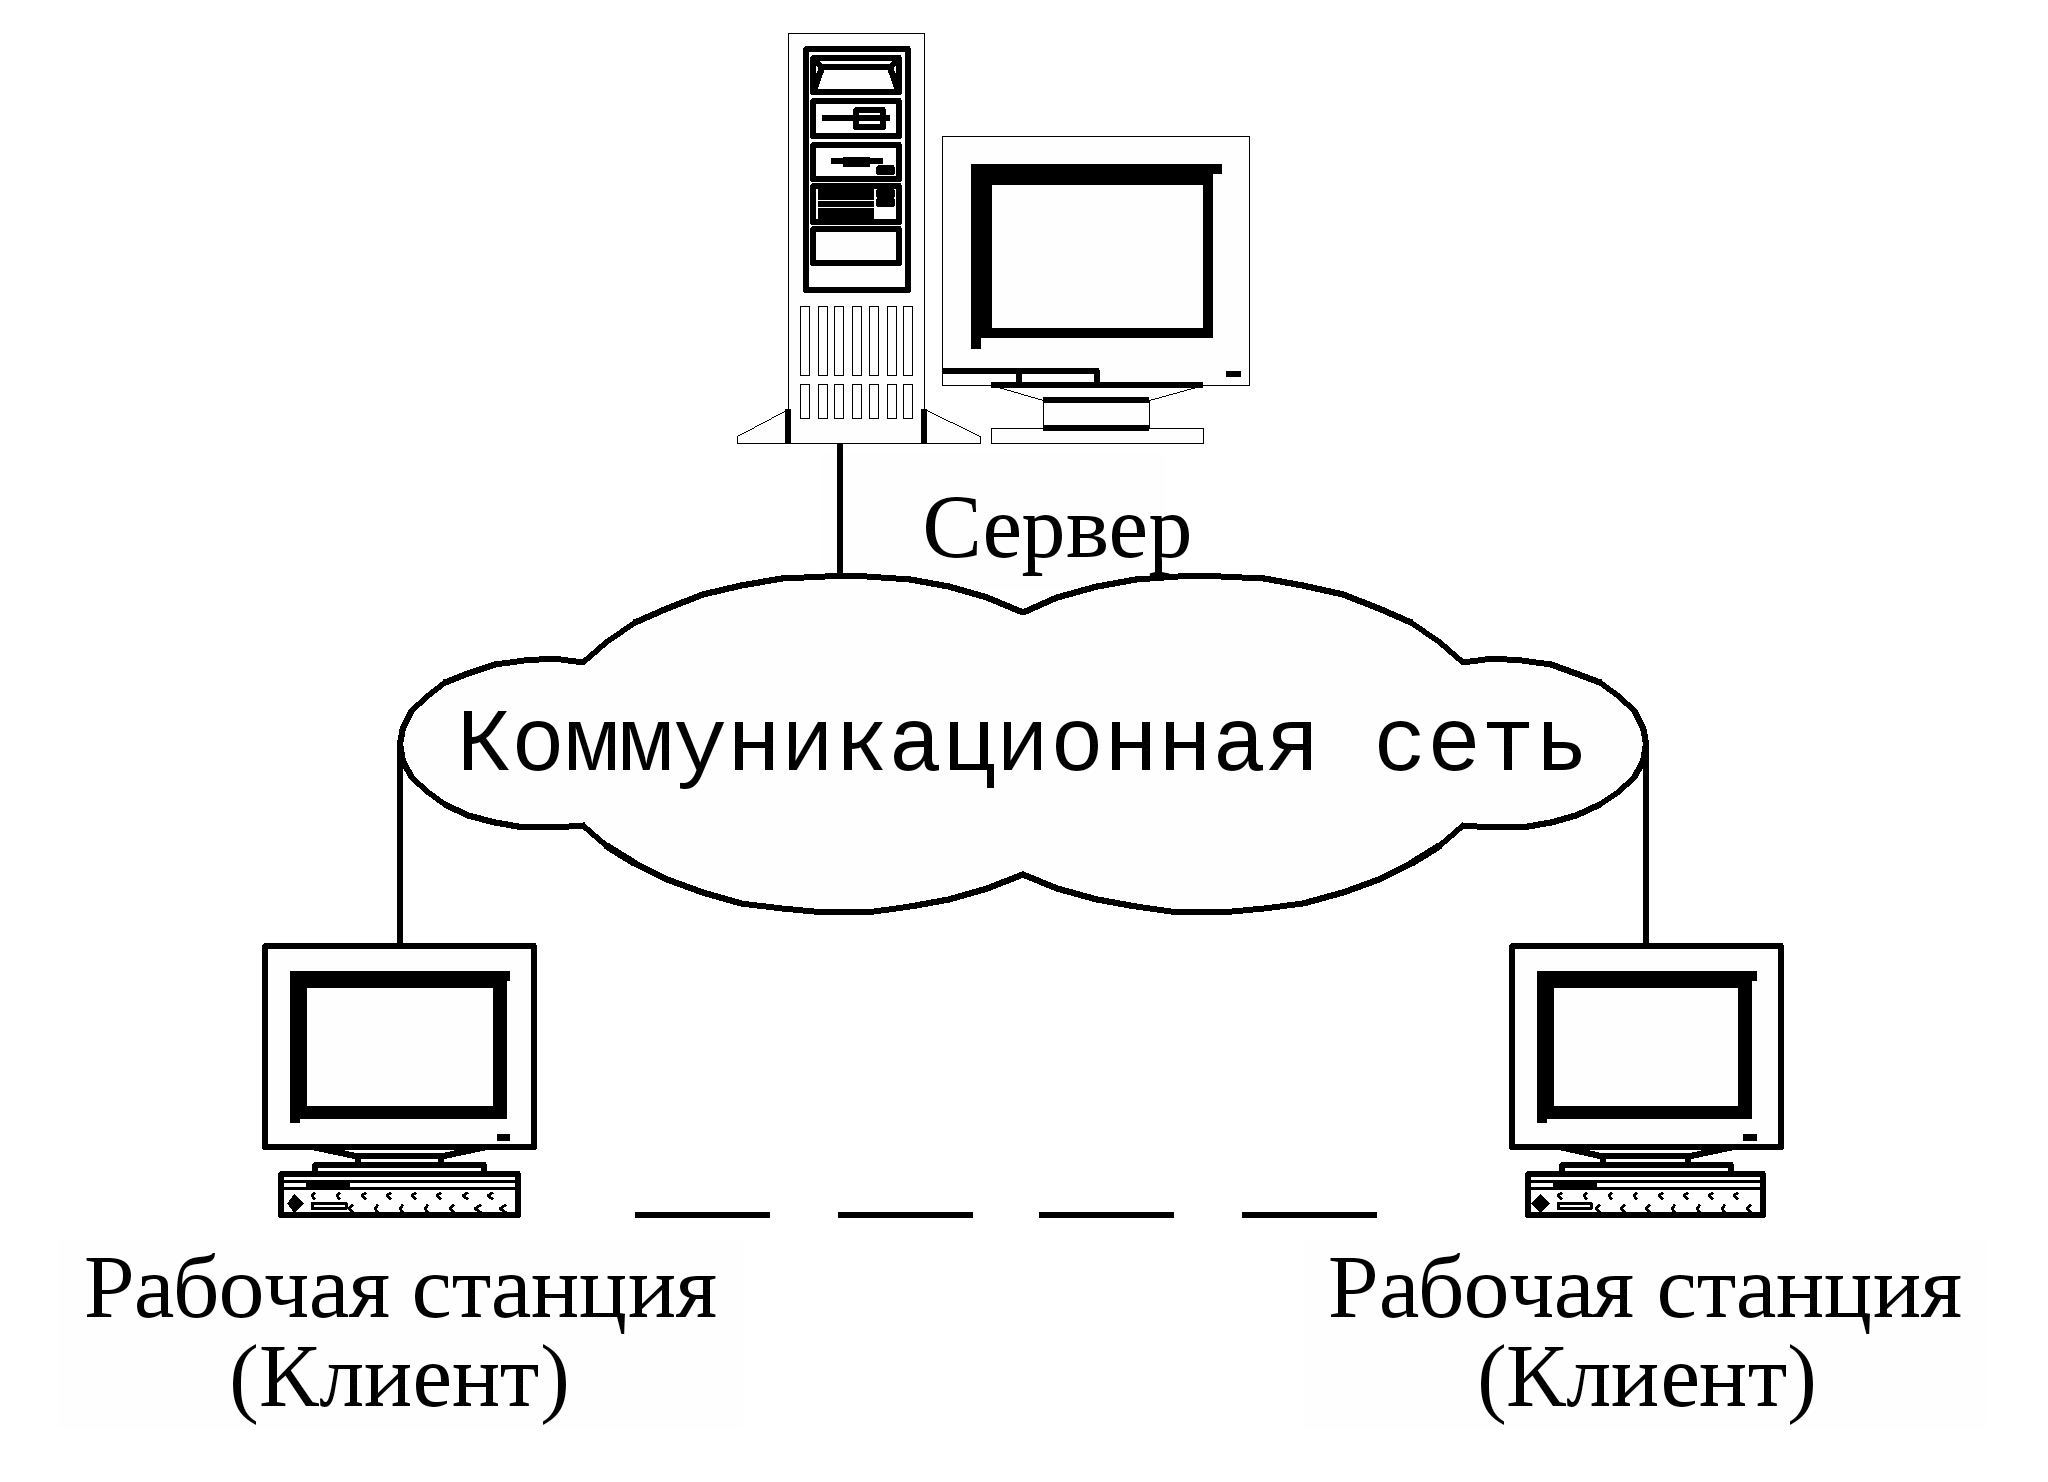 Сервер
Коммуникационная сеть
Рабочая станция
(Клиент)
Рабочая станция
(Клиент)